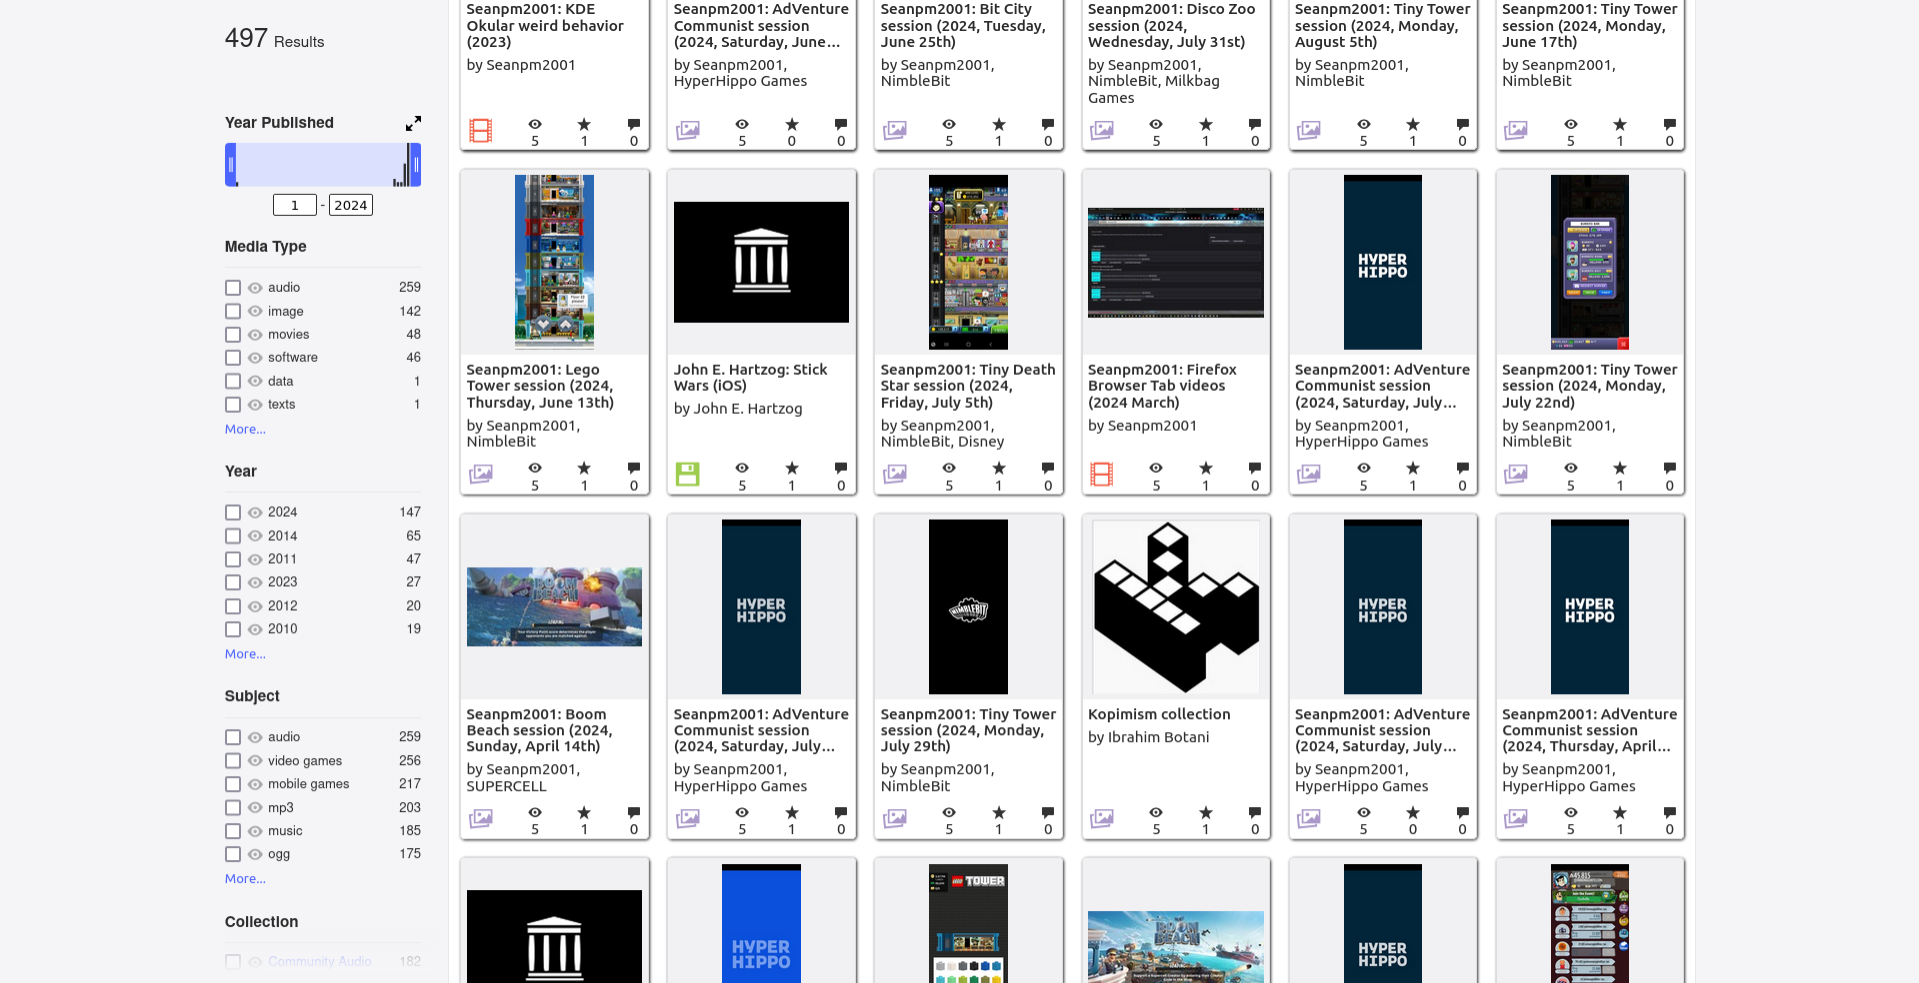 497 Results
Year Published
1 - 2024
Media Type
audio 259
image 142
movies 48
software 46
data 1
texts 1
More...
Year
2024 147
2014 65
2011 47
2023 27
2012 20
2010 19
More...
Subject
audio 259
video games 256
mobile games 217
mp3 203
music 185
ogg 175
More...
Collection
Community Audio 182
Seanpm2001: KDE
Okular weird behavior
(2023)
by Seanpm2001
5 1 0
Seanpm2001: AdVenture
Communist session
(2024, Saturday, June...
by Seanpm2001,
HyperHippo Games
5 0 0
Seanpm2001: Bit City
session (2024, Tuesday,
June 25th)
by Seanpm2001,
NimbleBit
5 1 0
Seanpm2001: Disco Zoo
session (2024,
Wednesday, July 31st)
by Seanpm2001,
NimbleBit, Milkbag
Games
5 1 0
Seanpm2001: Tiny Tower
session (2024, Monday,
August 5th)
by Seanpm2001,
NimbleBit
5 1 0
Seanpm2001: Tiny Tower
session (2024, Monday,
June 17th)
by Seanpm2001,
NimbleBit
5 1 0
Seanpm2001: Lego
Tower session (2024,
Thursday, June 13th)
by Seanpm2001,
NimbleBit
5 1 0
John E. Hartzog: Stick
Wars (iOS)
by John E. Hartzog
5 1 0
Seanpm2001: Tiny Death
Star session (2024,
Friday, July 5th)
by Seanpm2001,
NimbleBit, Disney
5 1 0
Seanpm2001: Firefox
Browser Tab videos
(2024 March)
by Seanpm2001
5 1 0
HYPER
HIPPO
Seanpm2001: AdVenture
Communist session
(2024, Saturday, July...
by Seanpm2001,
HyperHippo Games
5 1 0
Seanpm2001: Tiny Tower
session (2024, Monday,
July 22nd)
by Seanpm2001,
NimbleBit
5 1 0
BOOM
BEACH
Seanpm2001: Boom
Beach session (2024,
Sunday, April 14th)
by Seanpm2001,
SUPERCELL
5 1 0
HYPER
HIPPO
Seanpm2001: AdVenture
Communist session
(2024, Saturday, July...
by Seanpm2001,
HyperHippo Games
5 1 0
NIMBLEBIT
Seanpm2001: Tiny Tower
session (2024, Monday,
July 29th)
by Seanpm2001,
NimbleBit
5 1 0
Kopimism collection
by Ibrahim Botani
5 1 0
HYPER
HIPPO
Seanpm2001: AdVenture
Communist session
(2024, Saturday, July...
by Seanpm2001,
HyperHippo Games
5 0 0
HYPER
HIPPO
Seanpm2001: AdVenture
Communist session
(2024, Thursday, April...
by Seanpm2001,
HyperHippo Games
5 1 0
HYPER
HIPPO
LEGO TOWER
BOOM
BEACH
HYPER
HIPPO